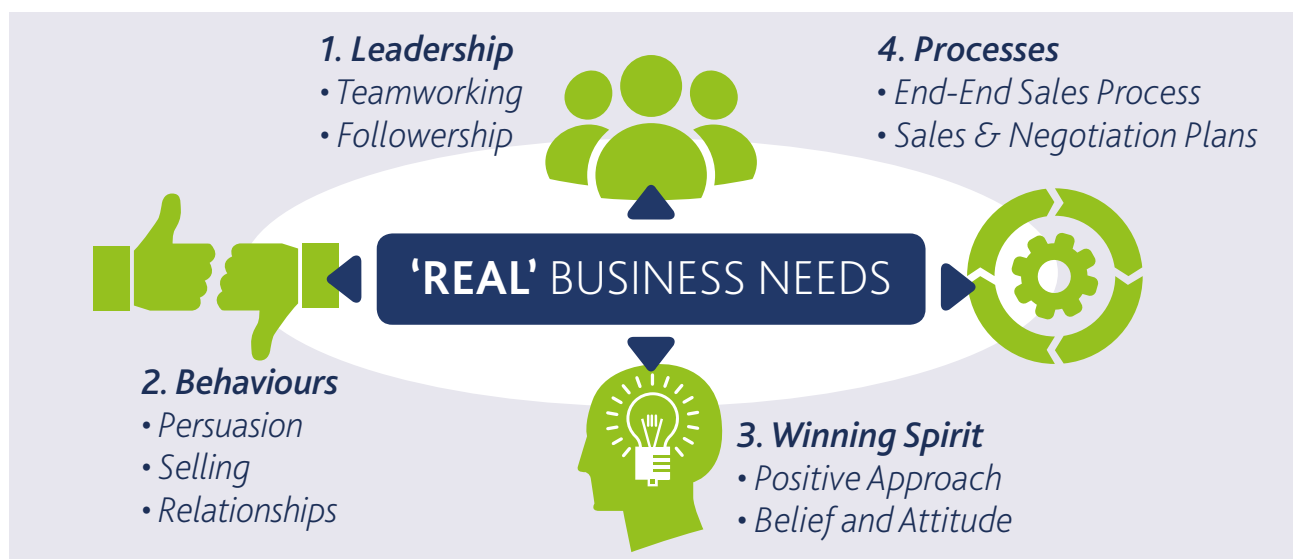 1. Leadership
• Teamworking
• Followership
4. Processes
• End-End Sales Process
• Sales & Negotiation Plans
‘REAL’ BUSINESS NEEDS
2. Behaviours
• Persuasion
• Selling
• Relationships
3. Winning Spirit
• Positive Approach
• Belief and Attitude